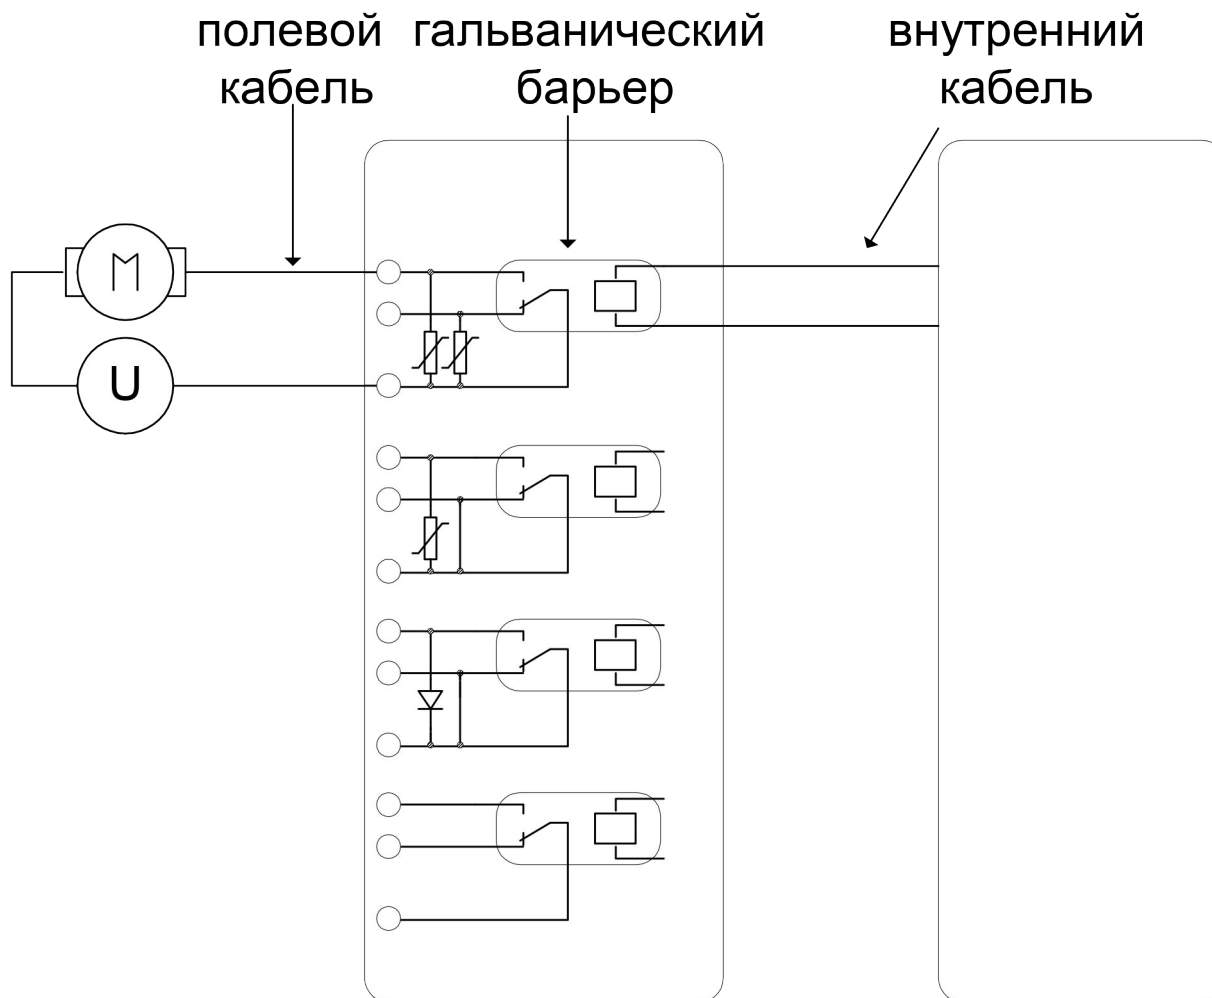 полевой
кабель
гальванический
барьер
внутренний
кабель
M
U